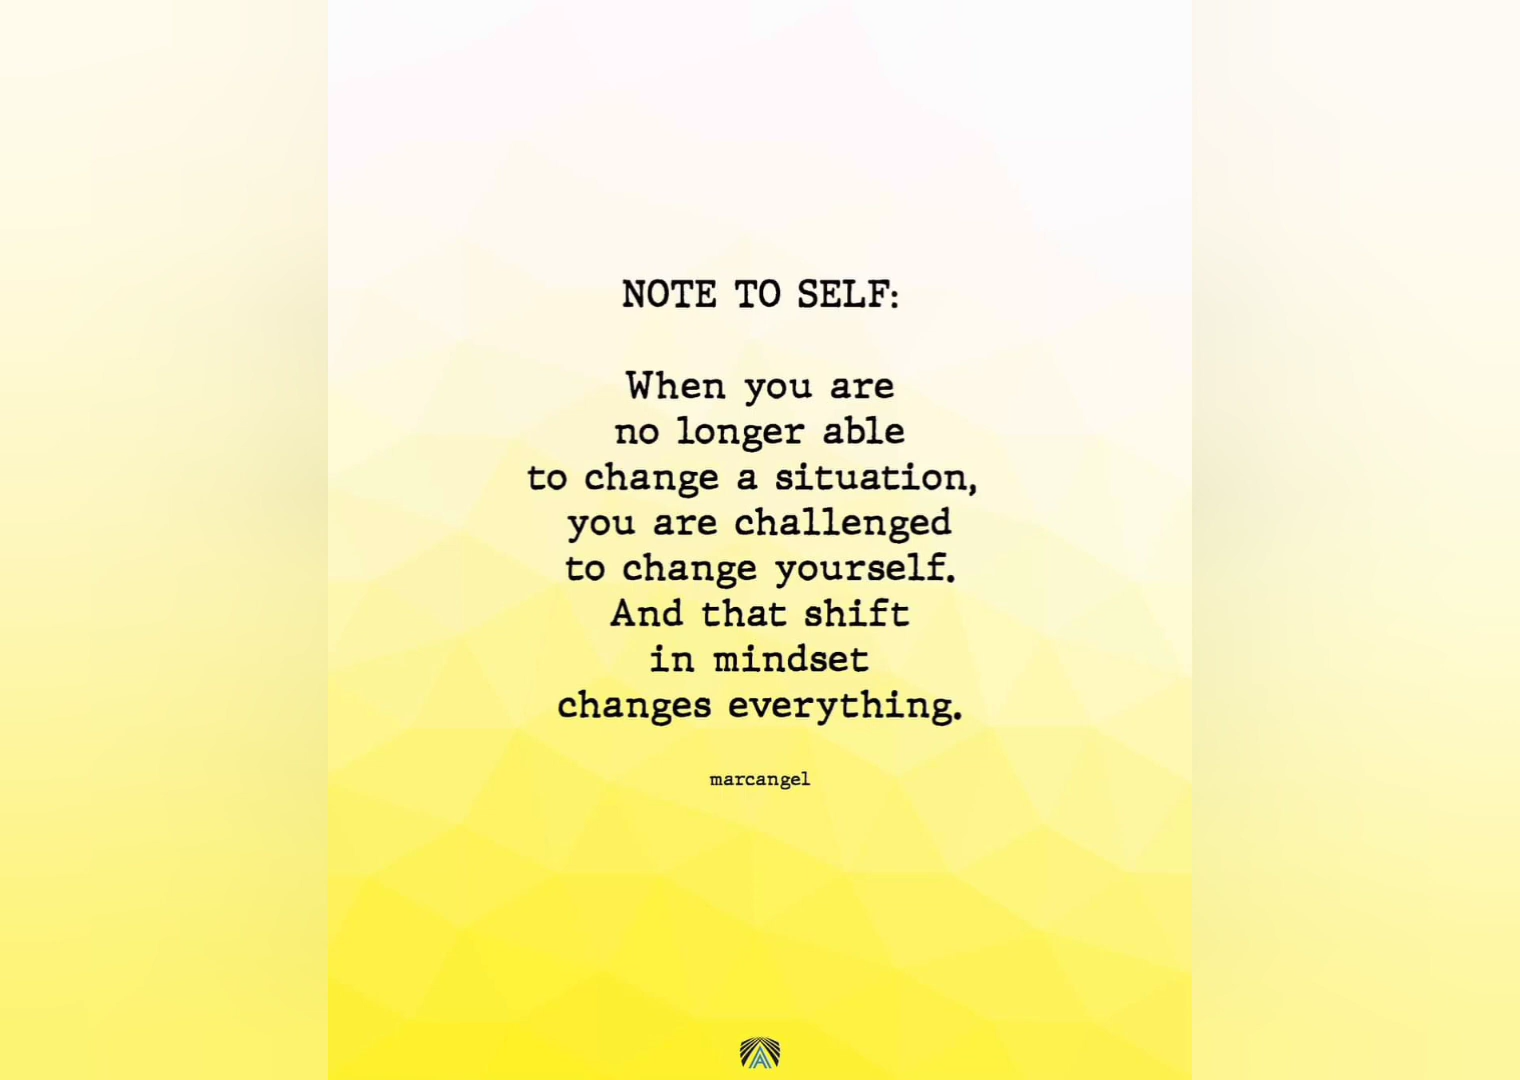 NOTE TO SELF:
When you are
no longer able
to change a situation,
you are challenged
to change yourself.
And that shift
in mindset
changes everything.
marcangel